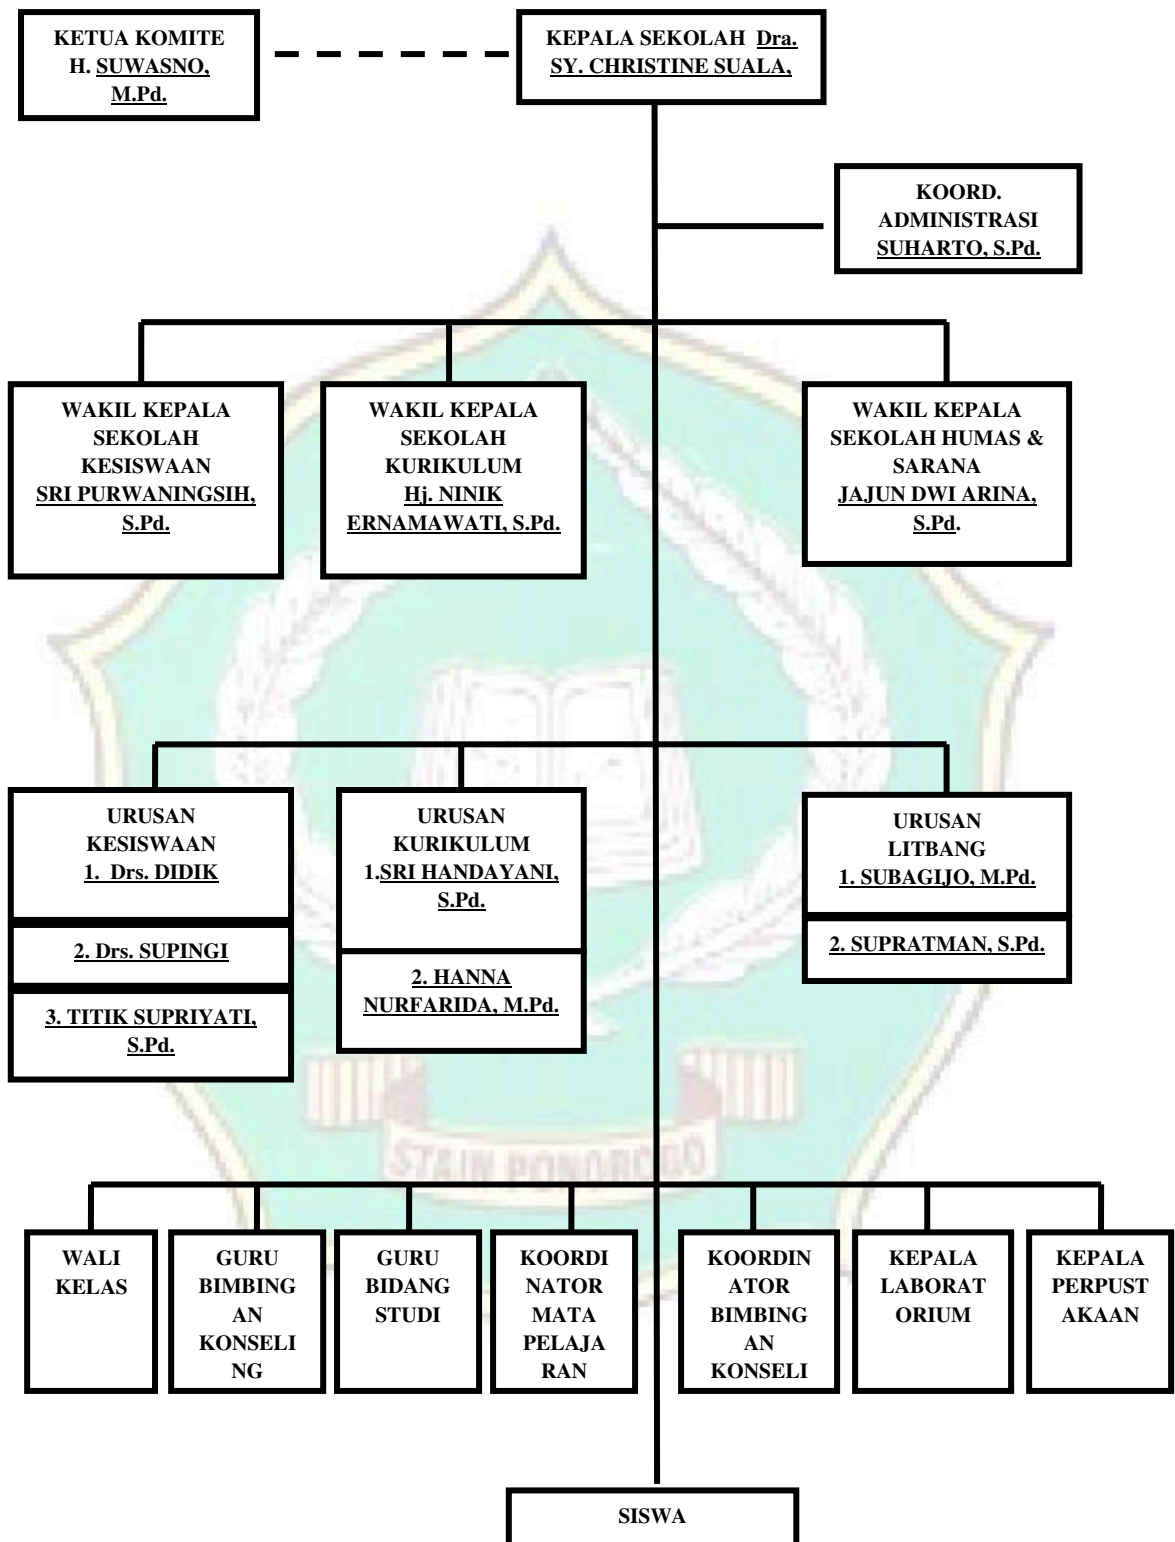 KETUA KOMITE
H. SUWASNO,
M.Pd.
KEPALA SEKOLAH Dra.
SY. CHRISTINE SUALA,
KOORD.
ADMINISTRASI
SUHARTO, S.Pd.
WAKIL KEPALA
SEKOLAH
KESISWAAN
SRI PURWANINGSIH,
S.Pd.
WAKIL KEPALA
SEKOLAH
KURIKULUM
Hj. NINIK
ERNAMAWATI, S.Pd.
WAKIL KEPALA
SEKOLAH HUMAS &
SARANA
JAJUN DWI ARINA,
S.Pd.
URUSAN
KESISWAAN
1. Drs. DIDIK
2. Drs. SUPINGI
3. TITIK SUPRIYATI,
S.Pd.
URUSAN
KURIKULUM
1.SRI HANDAYANI,
S.Pd.
2. HANNA
NURFARIDA, M.Pd.
URUSAN
LITBANG
1. SUBAGIJO, M.Pd.
2. SUPRATMAN, S.Pd.
STAIN PONOROGO
WALI
KELAS
GURU
BIMBING
AN
KONSELI
NG
GURU
BIDANG
STUDI
KOORDI
NATOR
MATA
PELAJA
RAN
KOORDIN
ATOR
BIMBING
AN
KONSELI
KEPALA
LABORAT
ORIUM
KEPALA
PERPUST
AKAAN
SISWA